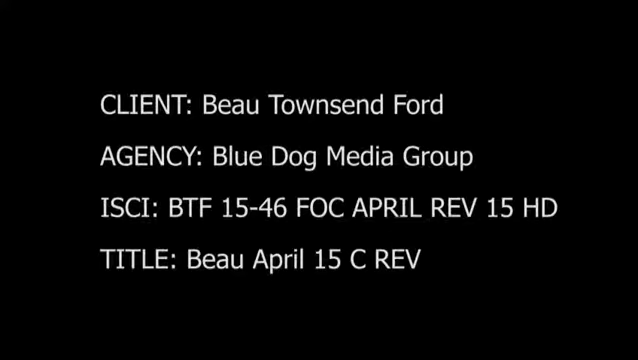 CLIENT: Beau Townsend Ford
AGENCY: Blue Dog Media Group
ISCI: BTF 15-46 FOC APRIL REV 15 HD
TITLE: Beau April 15 C REV